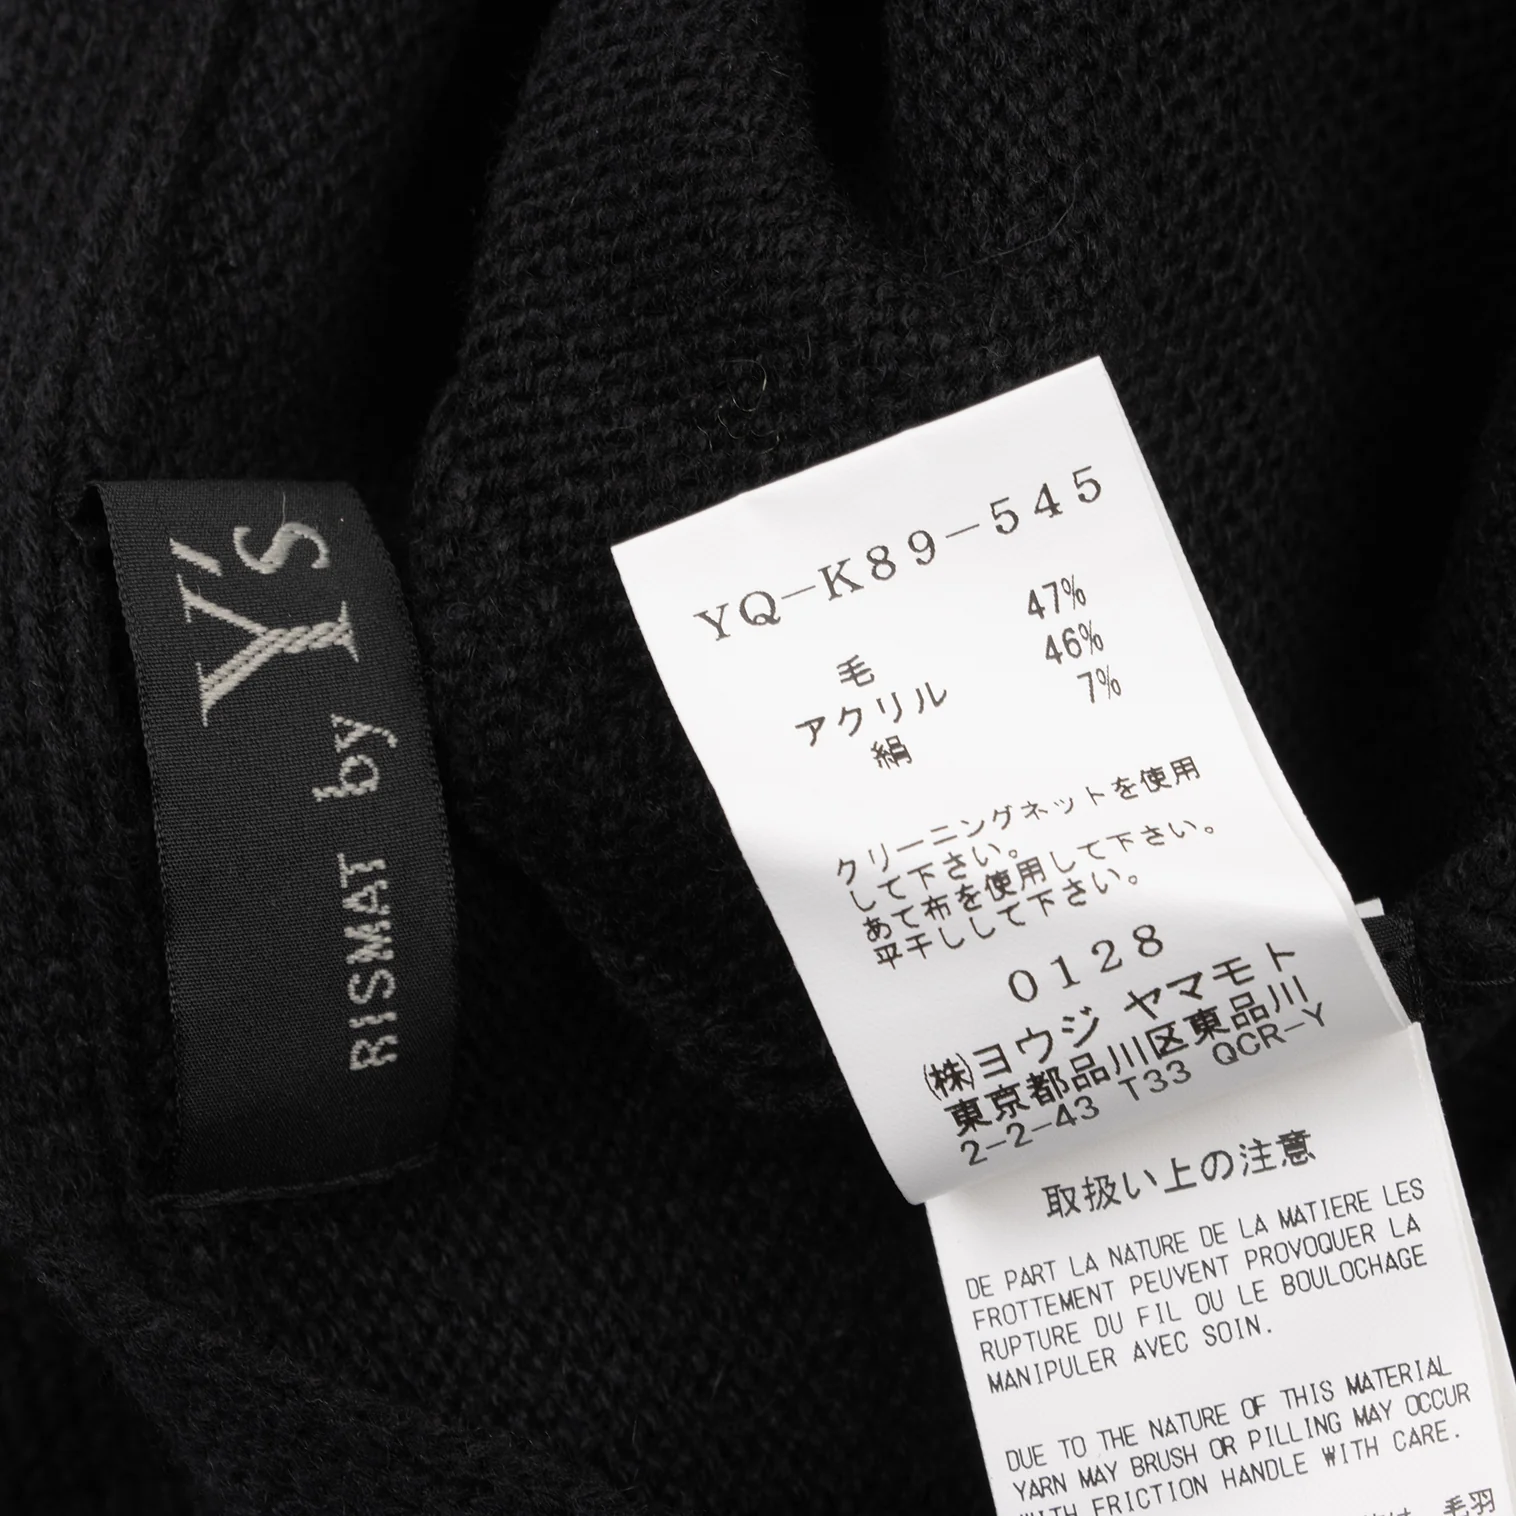 Y's
by
RISMAT
YQ-K89-545
毛 47%
アクリル 46%
絹 7%
クリーニングネットを使用
して下さい。
あて布を使用して下さい。
平干しして下さい。
0128
(株)ヨウジ ヤマモト
東京都品川区東品川
2-2-43 T33 QCR-Y
取扱い上の注意
DE PART LA NATURE DE LA MATIERE LES
FROTTEMENT PEUVENT PROVOQUER LA
RUPTURE DU FIL OU LE BOULOCHAGE
MANIPULER AVEC SOIN.
DUE TO THE NATURE OF THIS MATERIAL
YARN MAY BRUSH OR PILLING MAY OCCUR
WITH FRICTION HANDLE WITH CARE.
毛羽